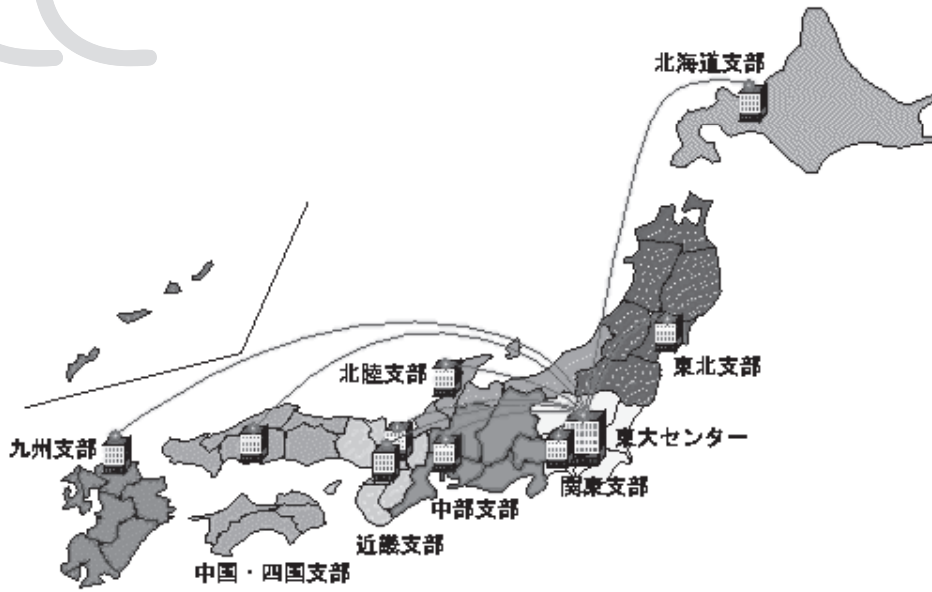 北海道支部
東北支部
北陸支部
九州支部
東大センター
関東支部
中部支部
近畿支部
中国・四国支部